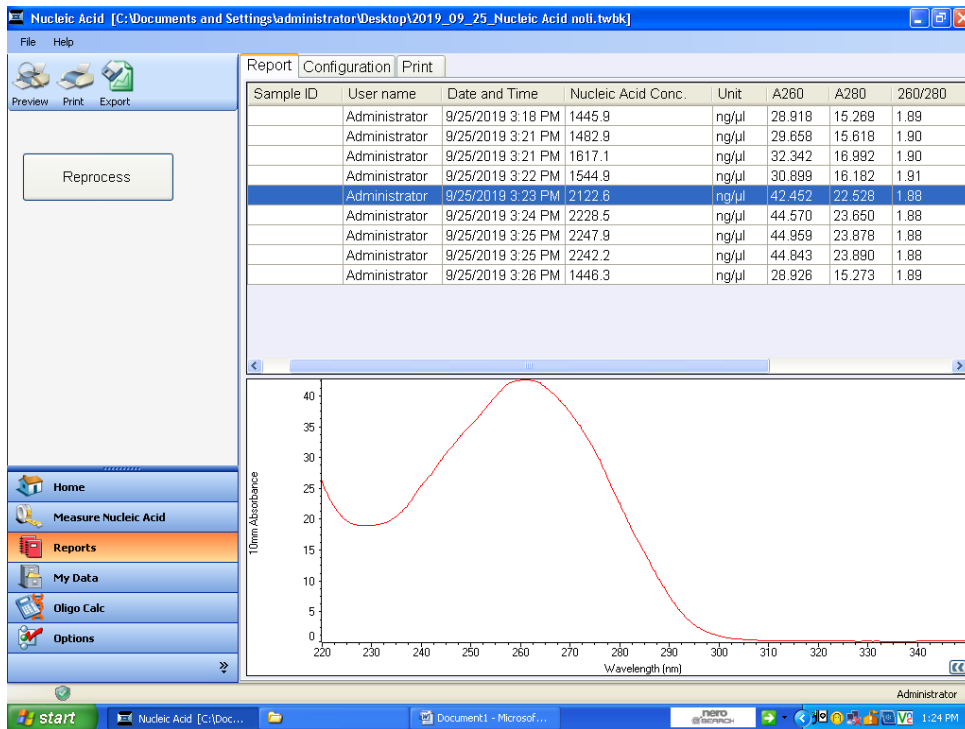 Nucleic Acid [C:\Documents and Settings\administrator\Desktop\2019_09_25_Nucleic Acid noli.twbk]
File Help
Preview Print Export
Reprocess
Report Configuration Print
Sample ID User name Date and Time Nucleic Acid Conc. Unit A260 A280 260/280
Administrator 9/25/2019 3:18 PM 1445.9 ng/µl 28.918 15.269 1.89
Administrator 9/25/2019 3:21 PM 1482.9 ng/µl 29.658 15.618 1.90
Administrator 9/25/2019 3:21 PM 1617.1 ng/µl 32.342 16.992 1.90
Administrator 9/25/2019 3:22 PM 1544.9 ng/µl 30.899 16.182 1.91
Administrator 9/25/2019 3:23 PM 2122.6 ng/µl 42.452 22.528 1.88
Administrator 9/25/2019 3:24 PM 2228.5 ng/µl 44.570 23.650 1.88
Administrator 9/25/2019 3:25 PM 2247.9 ng/µl 44.959 23.878 1.88
Administrator 9/25/2019 3:25 PM 2242.2 ng/µl 44.843 23.890 1.88
Administrator 9/25/2019 3:26 PM 1446.3 ng/µl 28.926 15.273 1.89
10mm Absorbance
40
35
30
25
20
15
10
5
0
220 230 240 250 260 270 280 290 300 310 320 330 340
Wavelength (nm)
Home
Measure Nucleic Acid
Reports
My Data
Oligo Calc
Options
Administrator
start Nucleic Acid [C:\Doc... Document1 - Microsof... nero SEARCH 1:24 PM